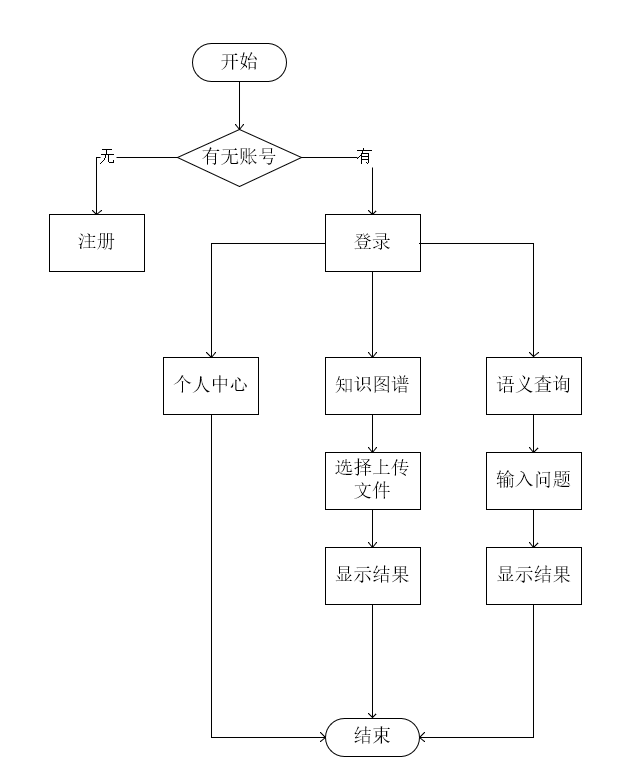 开始
有无账号
无
有
注册
登录
个人中心
知识图谱
语义查询
选择上传
文件
输入问题
显示结果
显示结果
结束